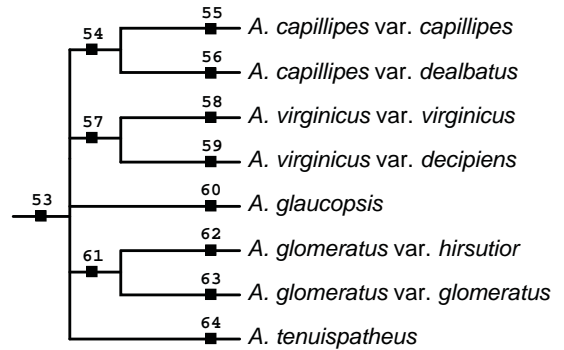 55
A. capillipes var. capillipes
54
56
A. capillipes var. dealbatus
58
A. virginicus var. virginicus
57
59
A. virginicus var. decipiens
60
A. glaucopsis
53
62
A. glomeratus var. hirsutior
61
63
A. glomeratus var. glomeratus
64
A. tenuispatheus